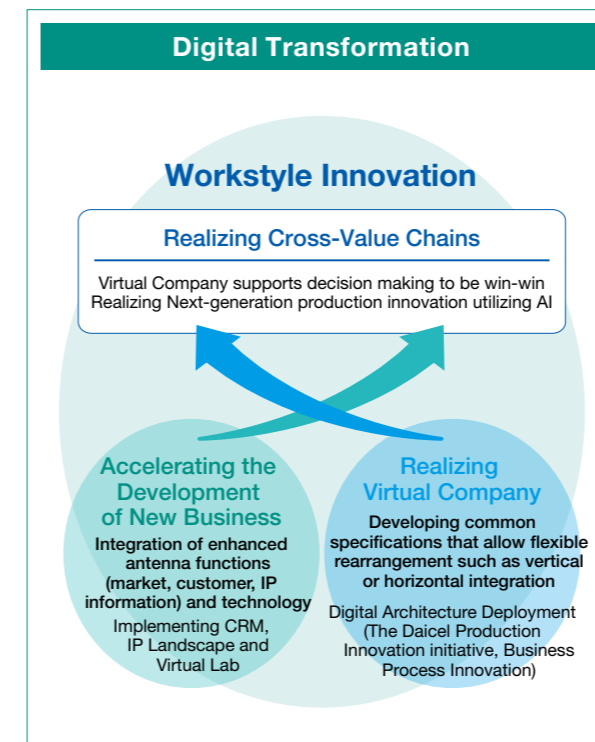 Digital Transformation
Workstyle Innovation
Realizing Cross-Value Chains
Virtual Company supports decision making to be win-win
Realizing Next-generation production innovation utilizing AI
Accelerating the
Development
of New Business
Integration of enhanced
antenna functions
(market, customer, IP
information) and technology
Implementing CRM,
IP Landscape and
Virtual Lab
Realizing
Virtual Company
Developing common
specifications that allow flexible
rearrangement such as vertical
or horizontal integration
Digital Architecture Deployment
(The Daicel Production
Innovation initiative, Business
Process Innovation)